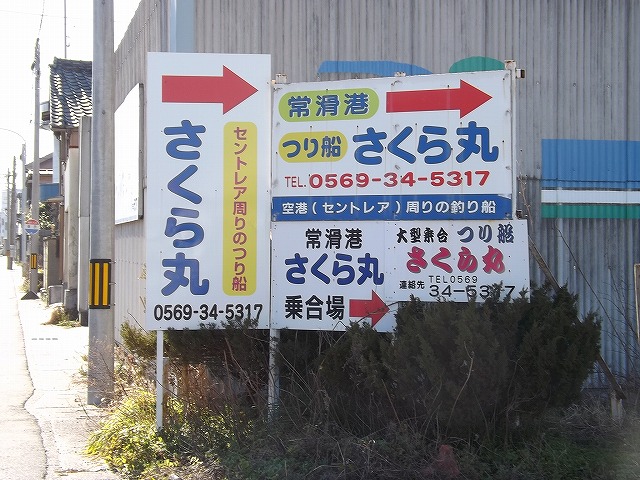 さくら丸
セントレア周りのつり船
0569-34-5317
常滑港
つり船 さくら丸
TEL. 0569-34-5317
空港(セントレア)周りの釣り船
常滑港
さくら丸
乗合場
大型乗合 つり船
さくら丸
TEL0569
連絡先 34-5317